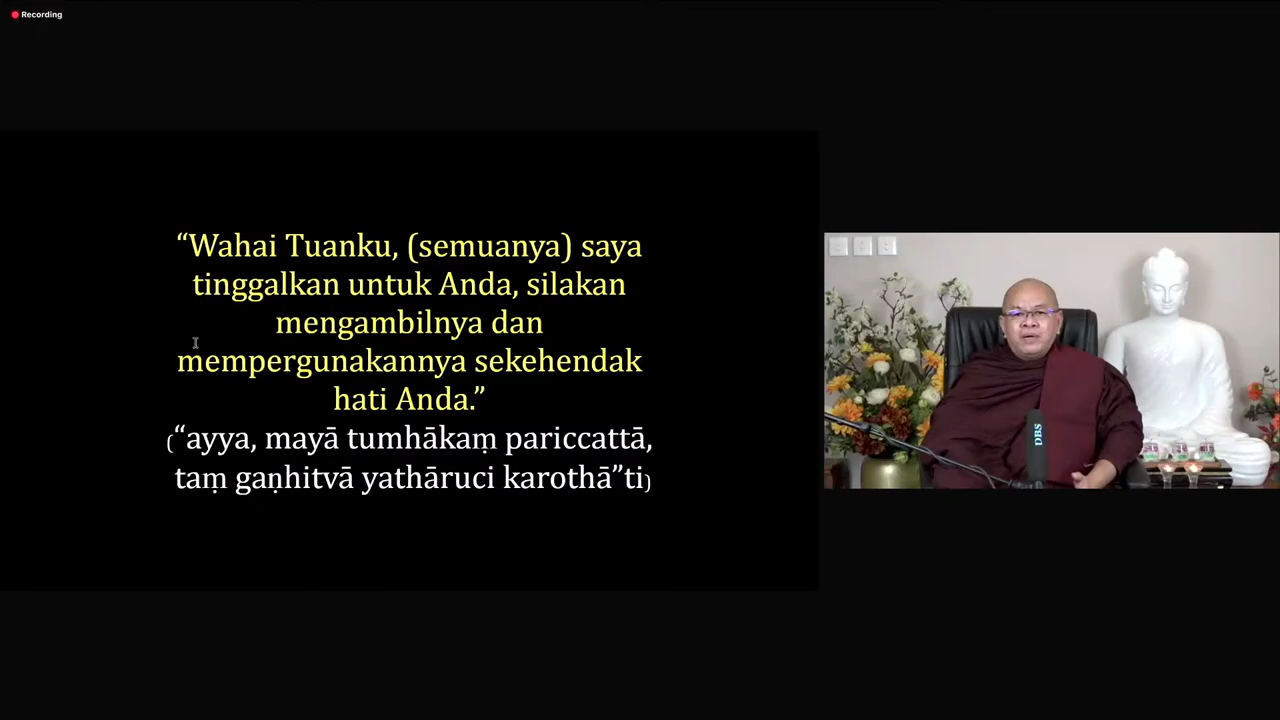 Recording
“Wahai Tuanku, (semuanya) saya
tinggalkan untuk Anda, silakan
mengambilnya dan
mempergunakannya sekehendak
hati Anda.”
(“ayya, mayā tumhākaṃ pariccattā,
taṃ gaṇhitvā yathāruci karothā”ti)
DBS